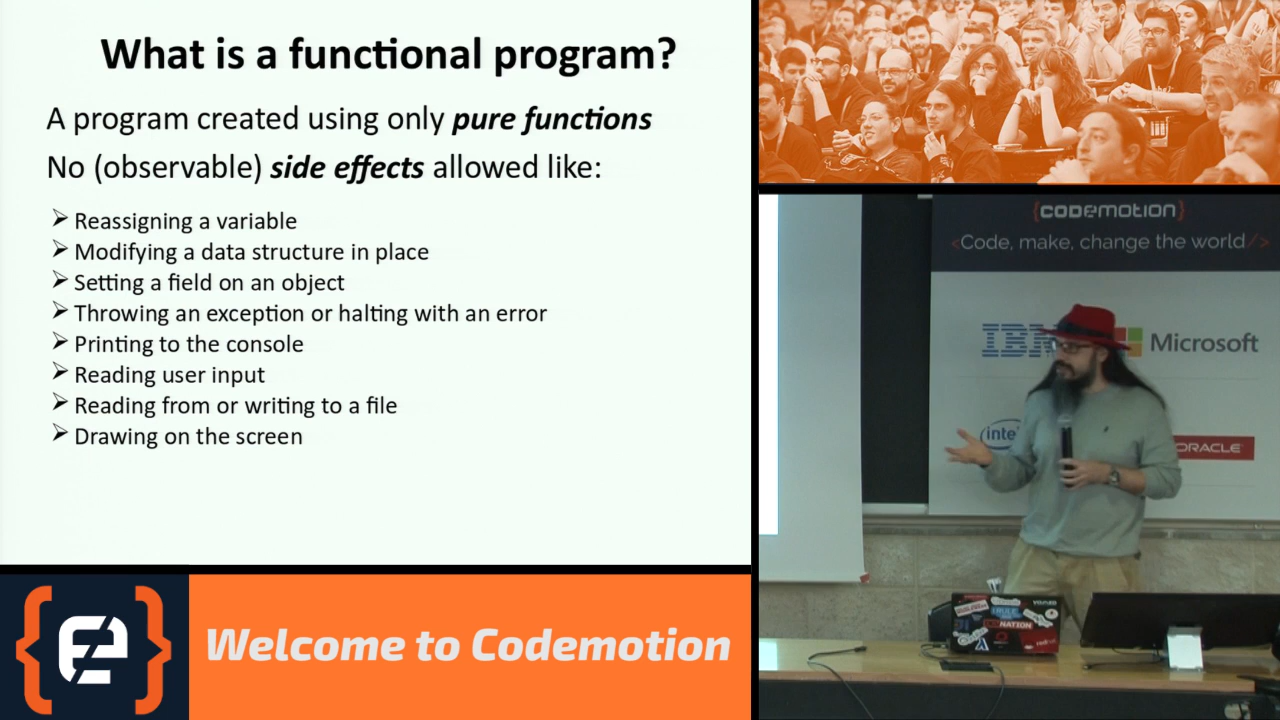 What is a functional program?
A program created using only pure functions
No (observable) side effects allowed like:
➢ Reassigning a variable
➢ Modifying a data structure in place
➢ Setting a field on an object
➢ Throwing an exception or halting with an error
➢ Printing to the console
➢ Reading user input
➢ Reading from or writing to a file
➢ Drawing on the screen
Welcome to Codemotion
{CODEMOTION}
<Code, make, change the world/>
IBM
Microsoft
intel
ORACLE
NATION